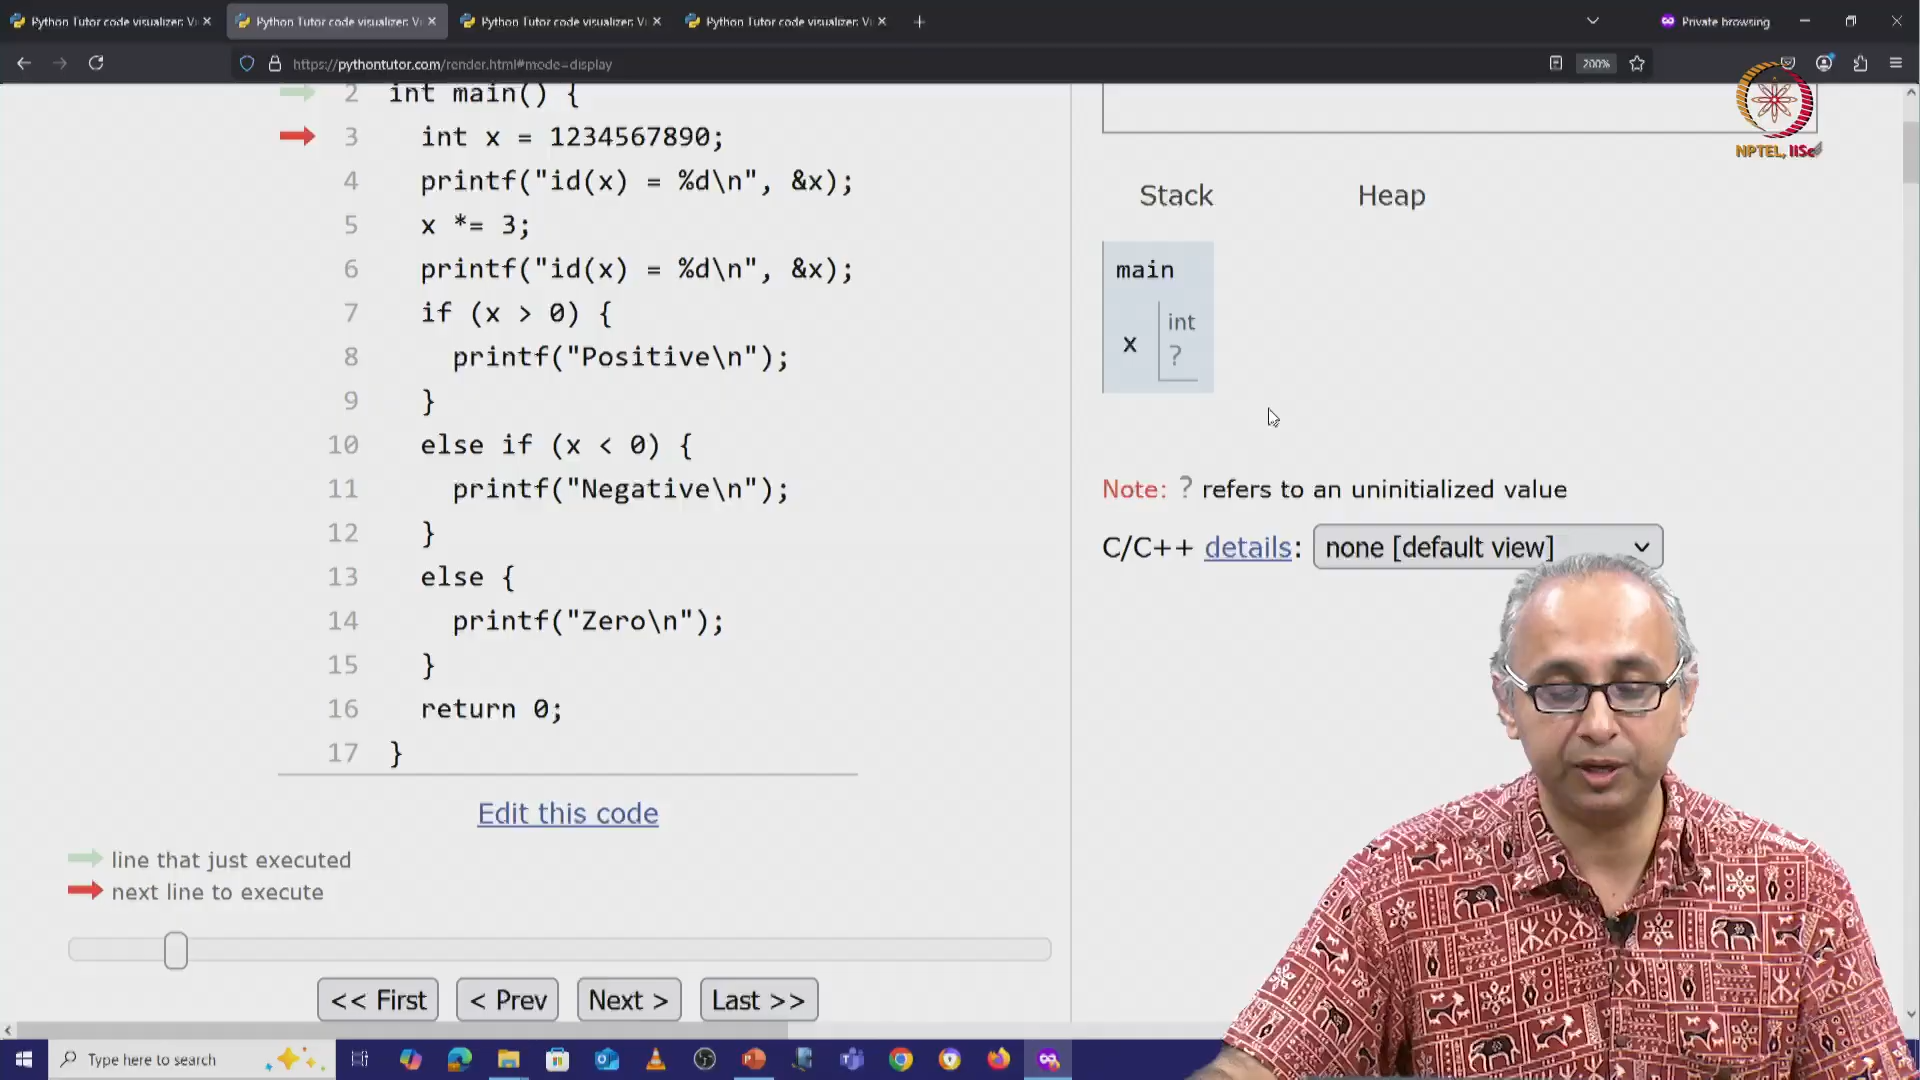 Python Tutor code visualizer: Vi
Python Tutor code visualizer: Vi
Python Tutor code visualizer: Vi
Python Tutor code visualizer: Vi
Private browsing
https://pythontutor.com/render.html#mode=display
200%
NPTEL, IISc
2 int main() {
3 int x = 1234567890;
4 printf("id(x) = %d\n", &x);
5 x *= 3;
6 printf("id(x) = %d\n", &x);
7 if (x > 0) {
8 printf("Positive\n");
9 }
10 else if (x < 0) {
11 printf("Negative\n");
12 }
13 else {
14 printf("Zero\n");
15 }
16 return 0;
17 }
Edit this code
line that just executed
next line to execute
<< First
< Prev
Next >
Last >>
Stack Heap
main
int
x ?
Note: ? refers to an uninitialized value
C/C++ details: none [default view]
Type here to search